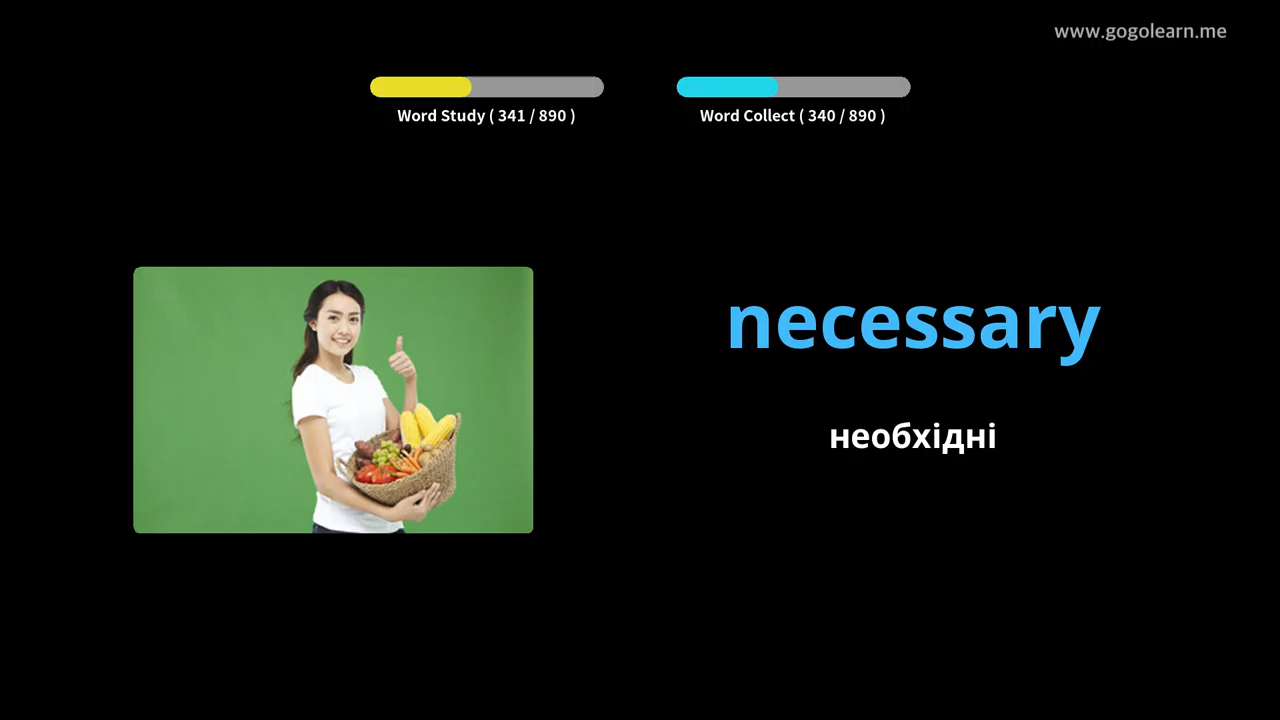 www.gogolearn.me
Word Study ( 341 / 890 )
Word Collect ( 340 / 890 )
necessary
необхідні